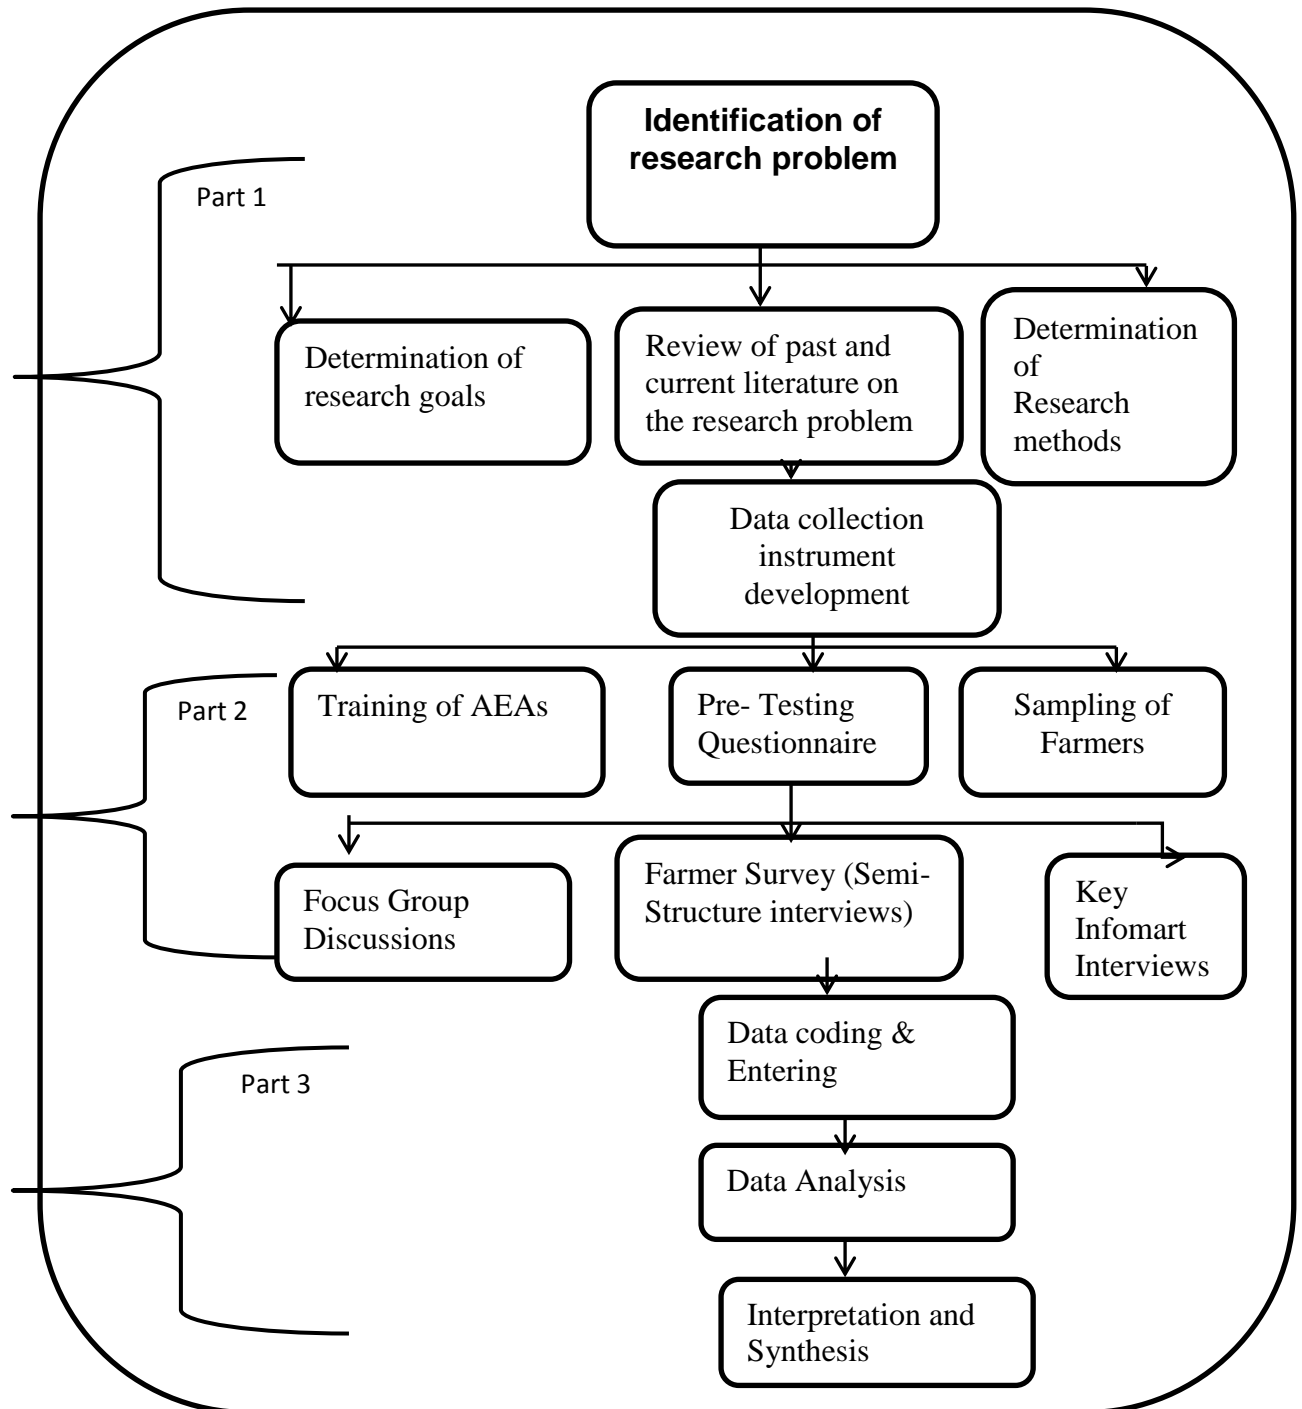 Identification of
research problem
Part 1
Determination of
research goals
Review of past and
current literature on
the research problem
Determination
of
Research
methods
Data collection
instrument
development
Part 2
Training of AEAs
Pre- Testing
Questionnaire
Sampling of
Farmers
Focus Group
Discussions
Farmer Survey (Semi-
Structure interviews)
Key
Infomart
Interviews
Data coding &
Entering
Part 3
Data Analysis
Interpretation and
Synthesis